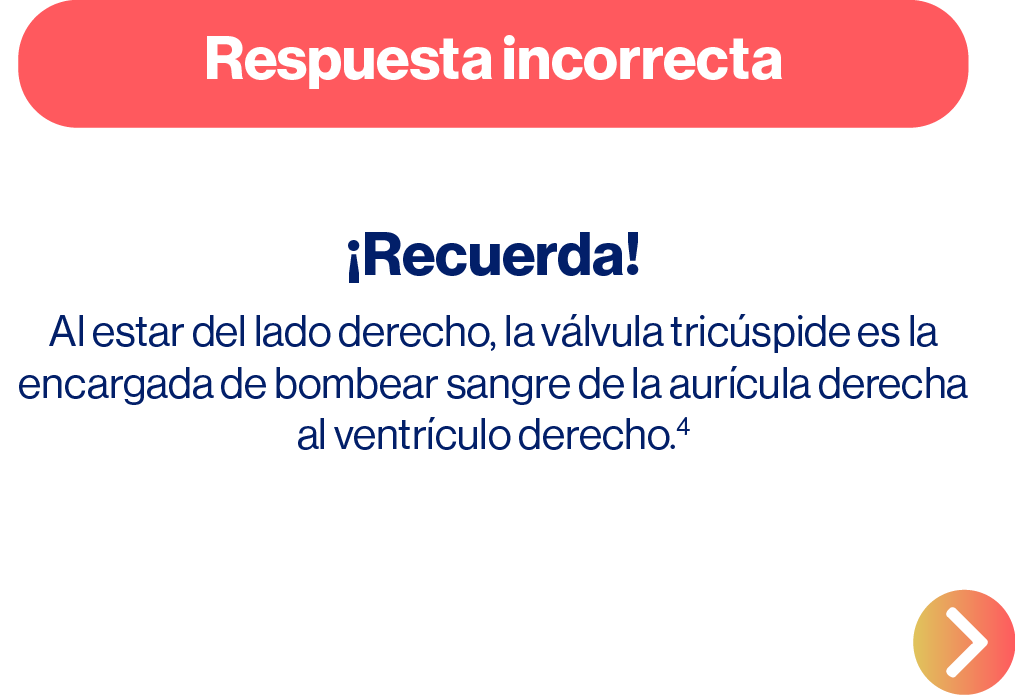 Respuesta incorrecta
¡Recuerda!
Al estar del lado derecho, la válvula tricúspide es la
encargada de bombear sangre de la aurícula derecha
al ventrículo derecho.⁴